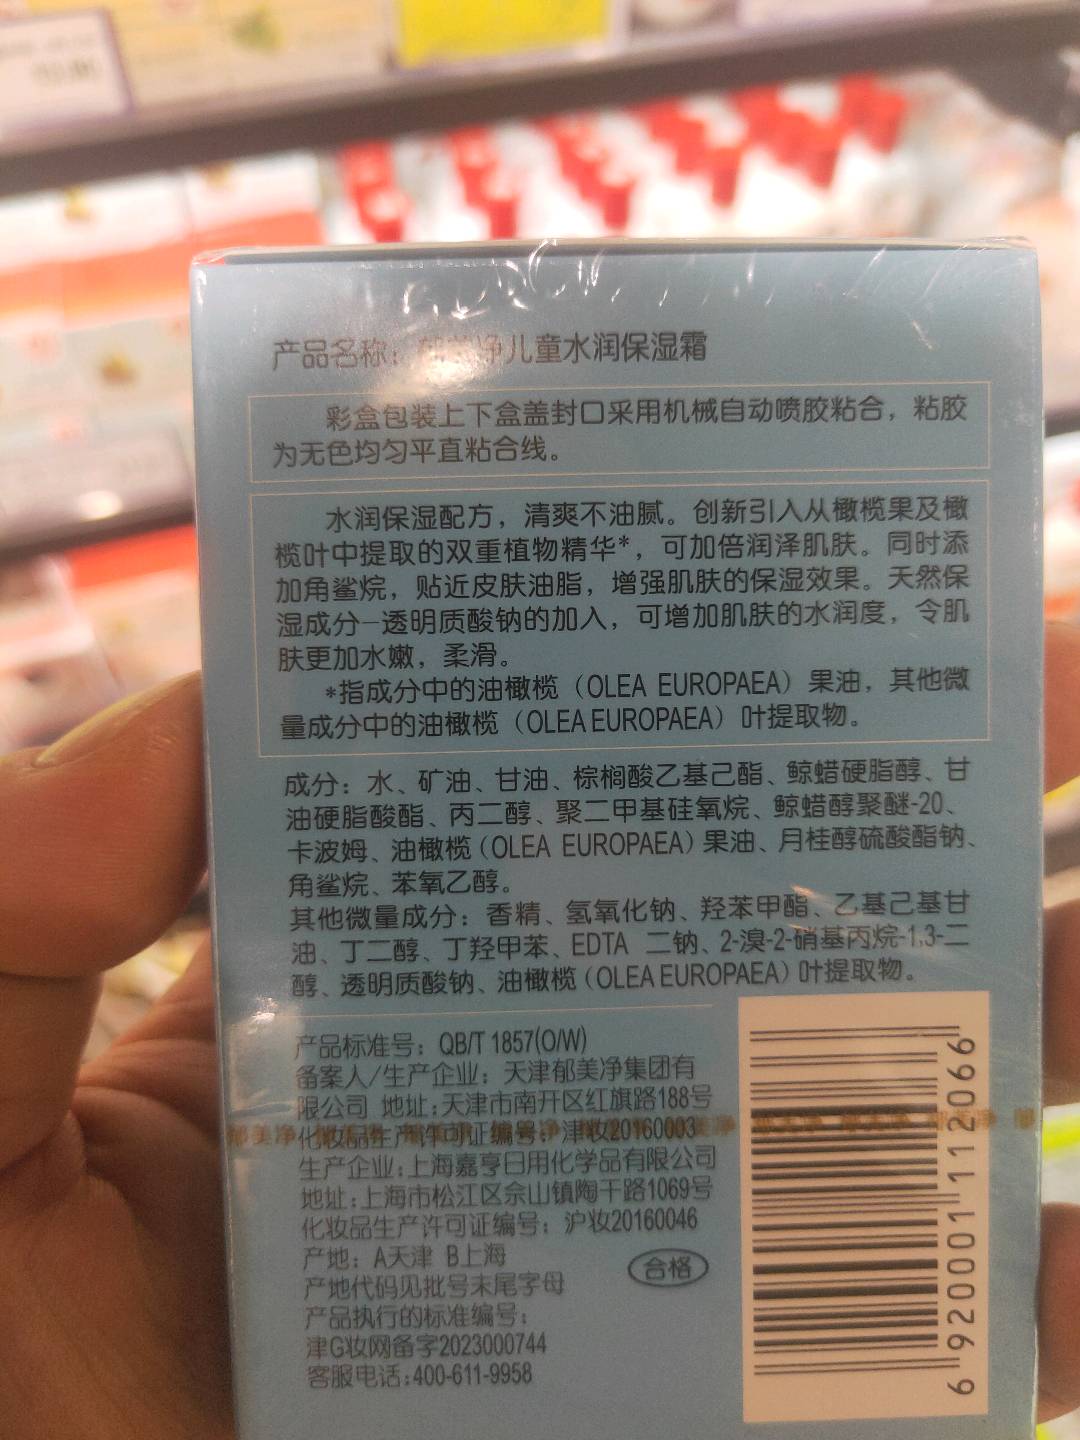 产品名称：郁美净儿童水润保湿霜
彩盒包装上下盒盖封口采用机械自动喷胶粘合，粘胶
为无色均匀平直粘合线。
水润保湿配方，清爽不油腻。创新引入从橄榄果及橄
榄叶中提取的双重植物精华*，可加倍润泽肌肤。同时添
加角鲨烷，贴近皮肤油脂，增强肌肤的保湿效果。天然保
湿成分—透明质酸钠的加入，可增加肌肤的水润度，令肌
肤更加水嫩，柔滑。
*指成分中的油橄榄（OLEA EUROPAEA）果油，其他微
量成分中的油橄榄（OLEA EUROPAEA）叶提取物。
成分：水、矿油、甘油、棕榈酸乙基己酯、鲸蜡硬脂醇、甘
油硬脂酸酯、丙二醇、聚二甲基硅氧烷、鲸蜡醇聚醚-20、
卡波姆、油橄榄（OLEA EUROPAEA）果油、月桂醇硫酸酯钠、
角鲨烷、苯氧乙醇。
其他微量成分：香精、氢氧化钠、羟苯甲酯、乙基己基甘
油、丁二醇、丁羟甲苯、EDTA 二钠、2-溴-2-硝基丙烷-1,3-二
醇、透明质酸钠、油橄榄（OLEA EUROPAEA）叶提取物。
产品标准号：QB/T 1857(O/W)
备案人/生产企业：天津郁美净集团有
限公司 地址：天津市南开区红旗路188号
化妆品生产许可证编号：津妆20160003
生产企业：上海嘉亨日用化学品有限公司
地址：上海市松江区佘山镇陶干路1069号
化妆品生产许可证编号：沪妆20160046
产地：A天津 B上海
产地代码见批号末尾字母
合格
产品执行的标准编号：
津G妆网备字2023000744
客服电话：400-611-9958
6920001112066